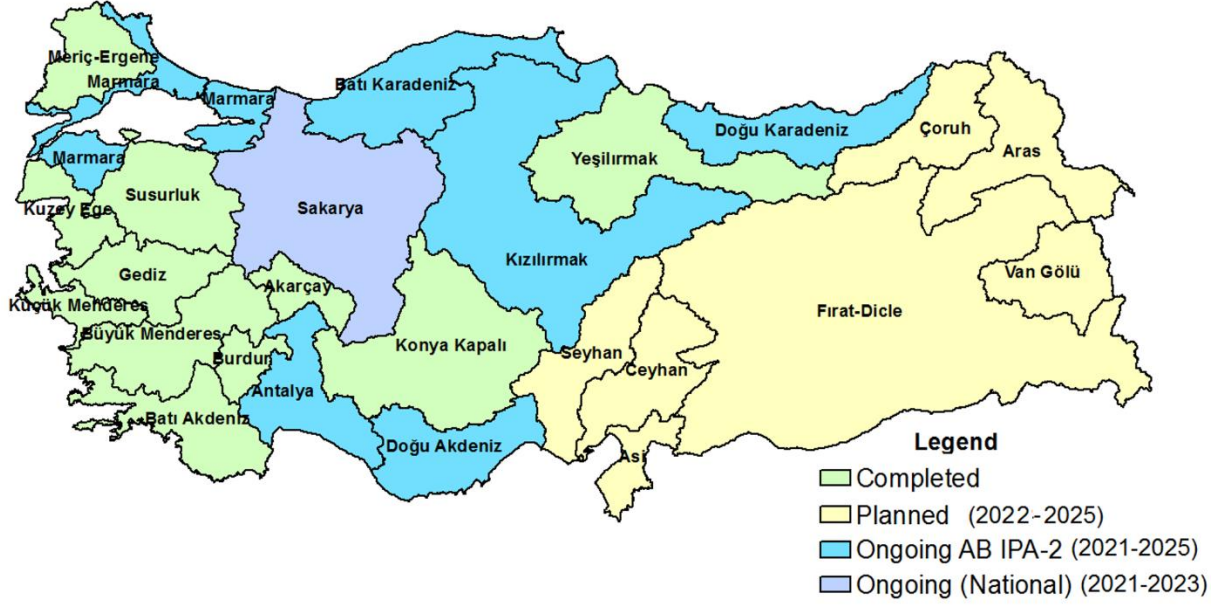 Meriç-Ergene
Marmara
Marmara
Batı Karadeniz
Doğu Karadeniz
Çoruh
Aras
Marmara
Yeşilırmak
Susurluk
Kuzey Ege
Sakarya
Kızılırmak
Van Gölü
Gediz
Akarçay
Küçük Menderes
Fırat-Dicle
Büyük Menderes
Konya Kapalı
Seyhan
Burdur
Ceyhan
Antalya
Batı Akdeniz
Doğu Akdeniz
Asi
Legend
Completed
Planned (2022-2025)
Ongoing AB IPA-2 (2021-2025)
Ongoing (National) (2021-2023)